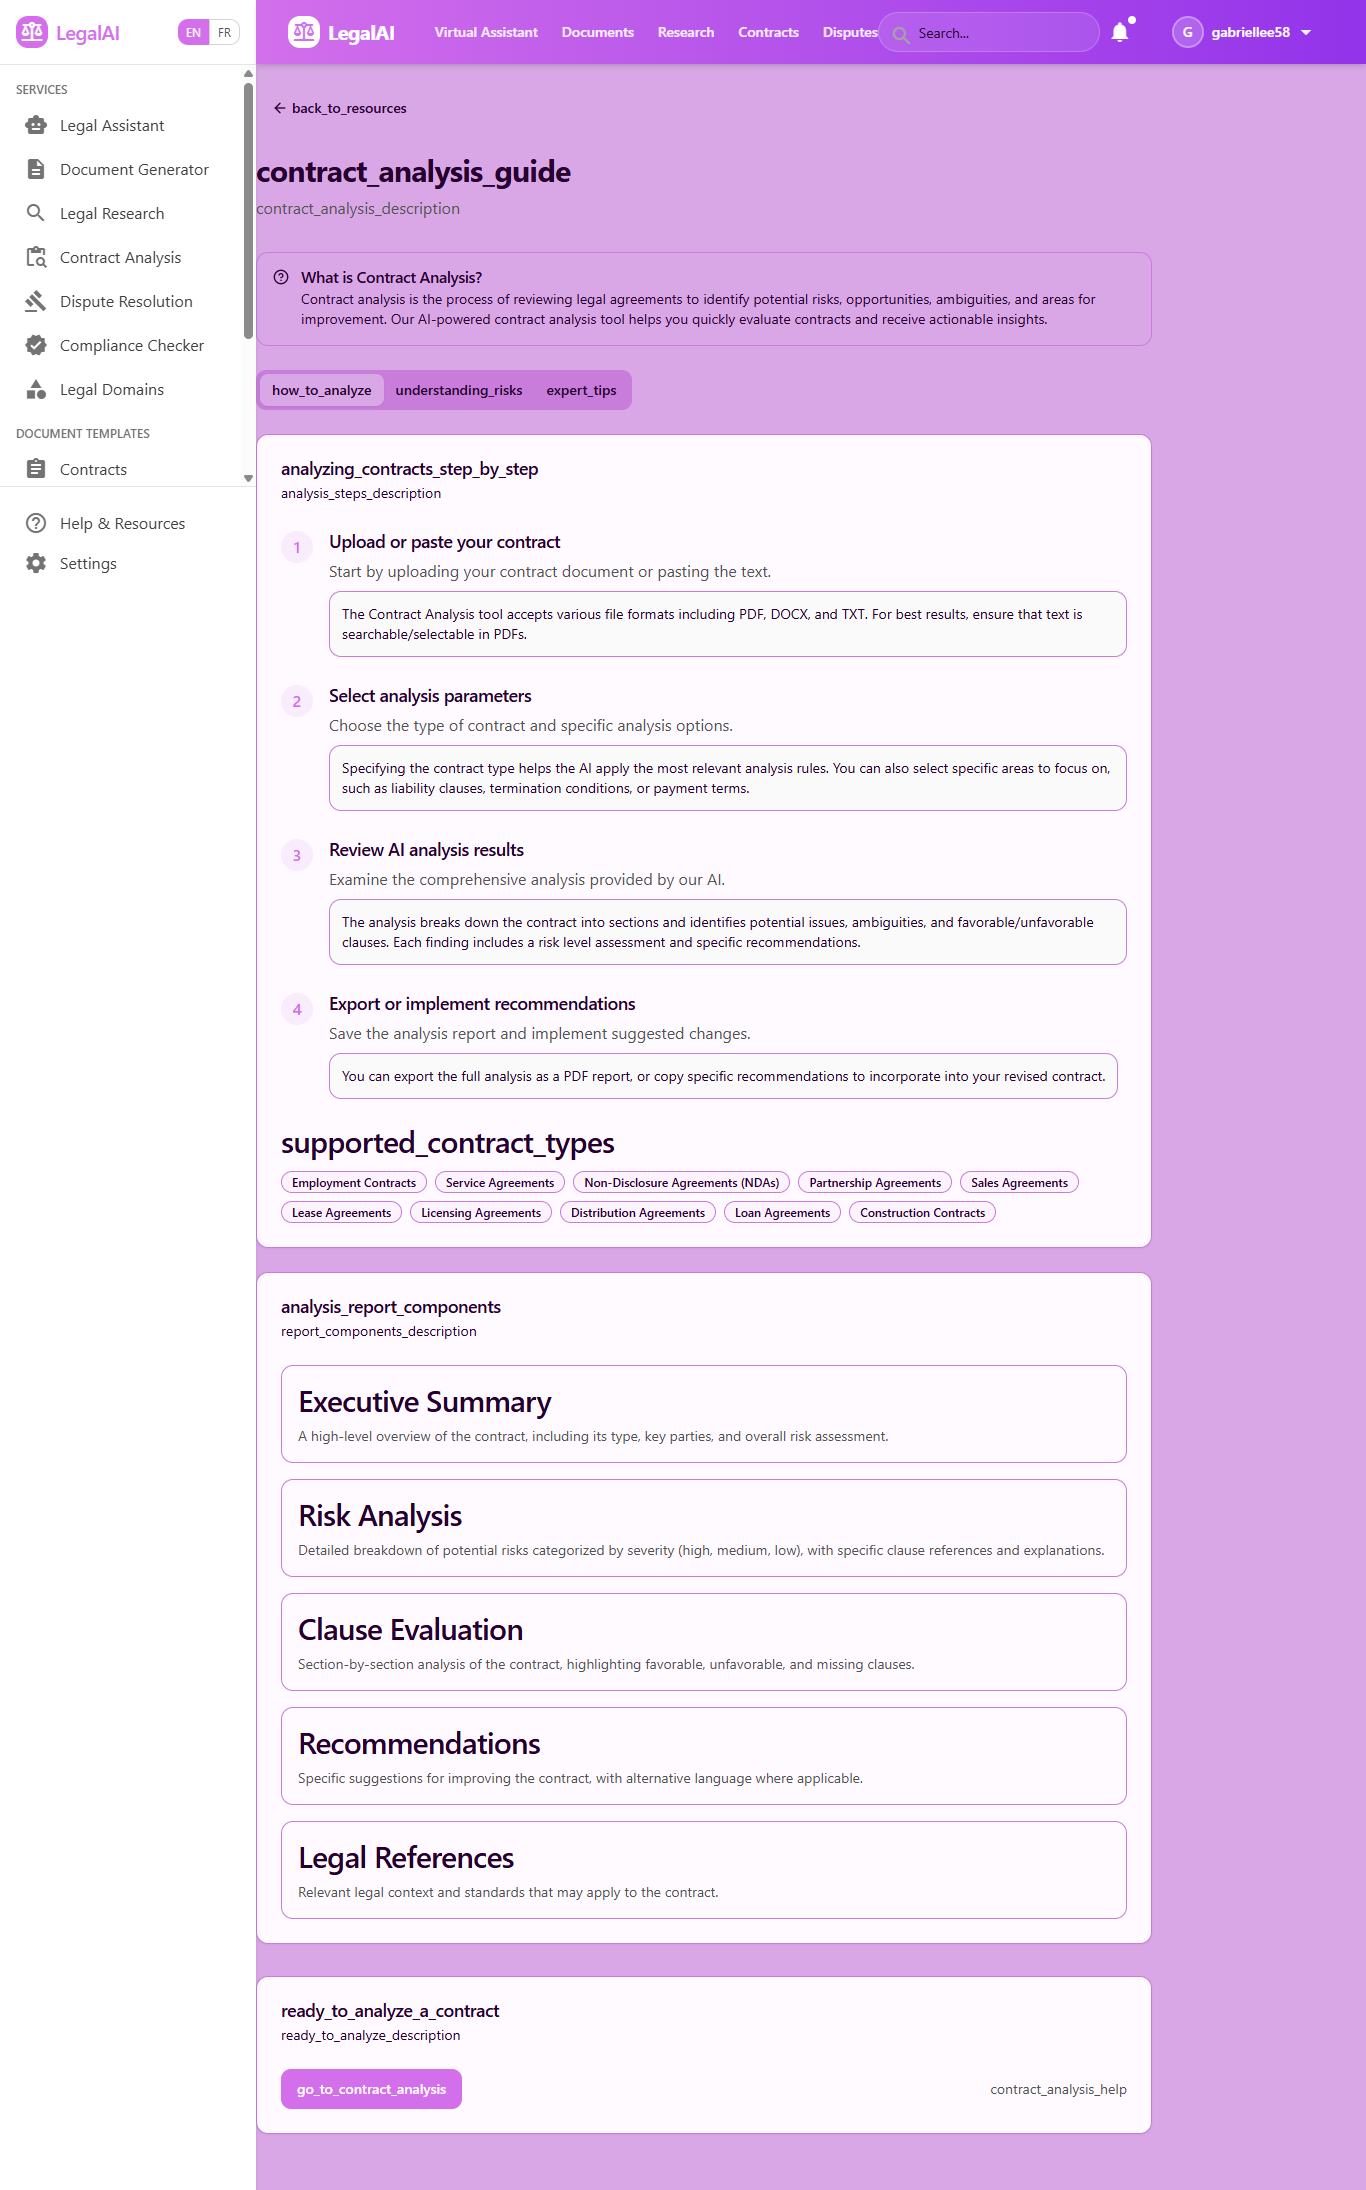 LegalAI
EN FR
SERVICES
Legal Assistant
Document Generator
Legal Research
Contract Analysis
Dispute Resolution
Compliance Checker
Legal Domains
DOCUMENT TEMPLATES
Contracts
Help & Resources
Settings
LegalAI Virtual Assistant Documents Research Contracts Disputes Search... G gabriellee58
back_to_resources
contract_analysis_guide
contract_analysis_description
What is Contract Analysis?
Contract analysis is the process of reviewing legal agreements to identify potential risks, opportunities, ambiguities, and areas for
improvement. Our AI-powered contract analysis tool helps you quickly evaluate contracts and receive actionable insights.
how_to_analyze understanding_risks expert_tips
analyzing_contracts_step_by_step
analysis_steps_description
1 Upload or paste your contract
Start by uploading your contract document or pasting the text.
The Contract Analysis tool accepts various file formats including PDF, DOCX, and TXT. For best results, ensure that text is
searchable/selectable in PDFs.
2 Select analysis parameters
Choose the type of contract and specific analysis options.
Specifying the contract type helps the AI apply the most relevant analysis rules. You can also select specific areas to focus on,
such as liability clauses, termination conditions, or payment terms.
3 Review AI analysis results
Examine the comprehensive analysis provided by our AI.
The analysis breaks down the contract into sections and identifies potential issues, ambiguities, and favorable/unfavorable
clauses. Each finding includes a risk level assessment and specific recommendations.
4 Export or implement recommendations
Save the analysis report and implement suggested changes.
You can export the full analysis as a PDF report, or copy specific recommendations to incorporate into your revised contract.
supported_contract_types
Employment Contracts Service Agreements Non-Disclosure Agreements (NDAs) Partnership Agreements Sales Agreements
Lease Agreements Licensing Agreements Distribution Agreements Loan Agreements Construction Contracts
analysis_report_components
report_components_description
Executive Summary
A high-level overview of the contract, including its type, key parties, and overall risk assessment.
Risk Analysis
Detailed breakdown of potential risks categorized by severity (high, medium, low), with specific clause references and explanations.
Clause Evaluation
Section-by-section analysis of the contract, highlighting favorable, unfavorable, and missing clauses.
Recommendations
Specific suggestions for improving the contract, with alternative language where applicable.
Legal References
Relevant legal context and standards that may apply to the contract.
ready_to_analyze_a_contract
ready_to_analyze_description
go_to_contract_analysis contract_analysis_help